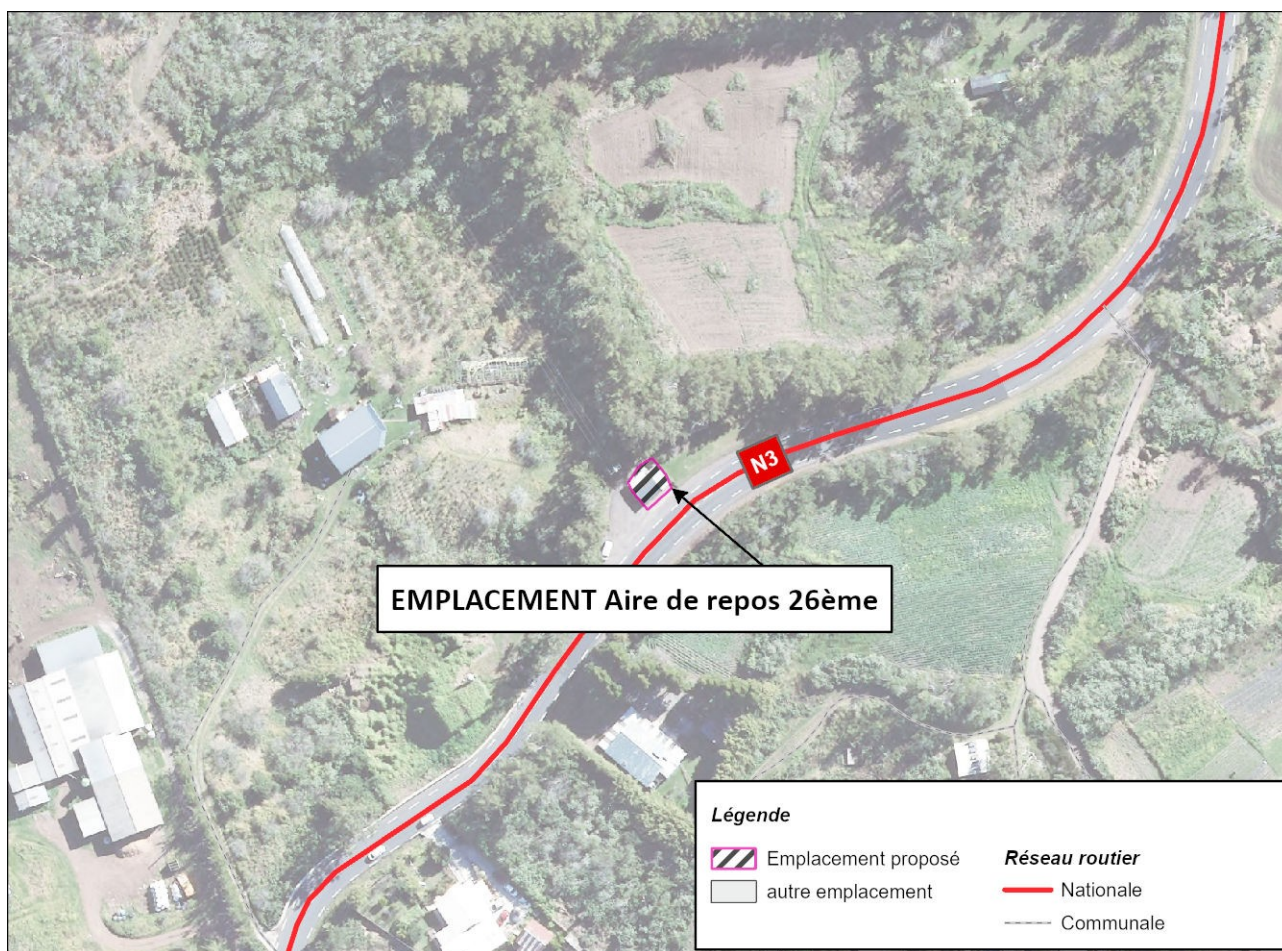 N3
EMPLACEMENT Aire de repos 26ème
Légende
Emplacement proposé
autre emplacement
Réseau routier
Nationale
Communale